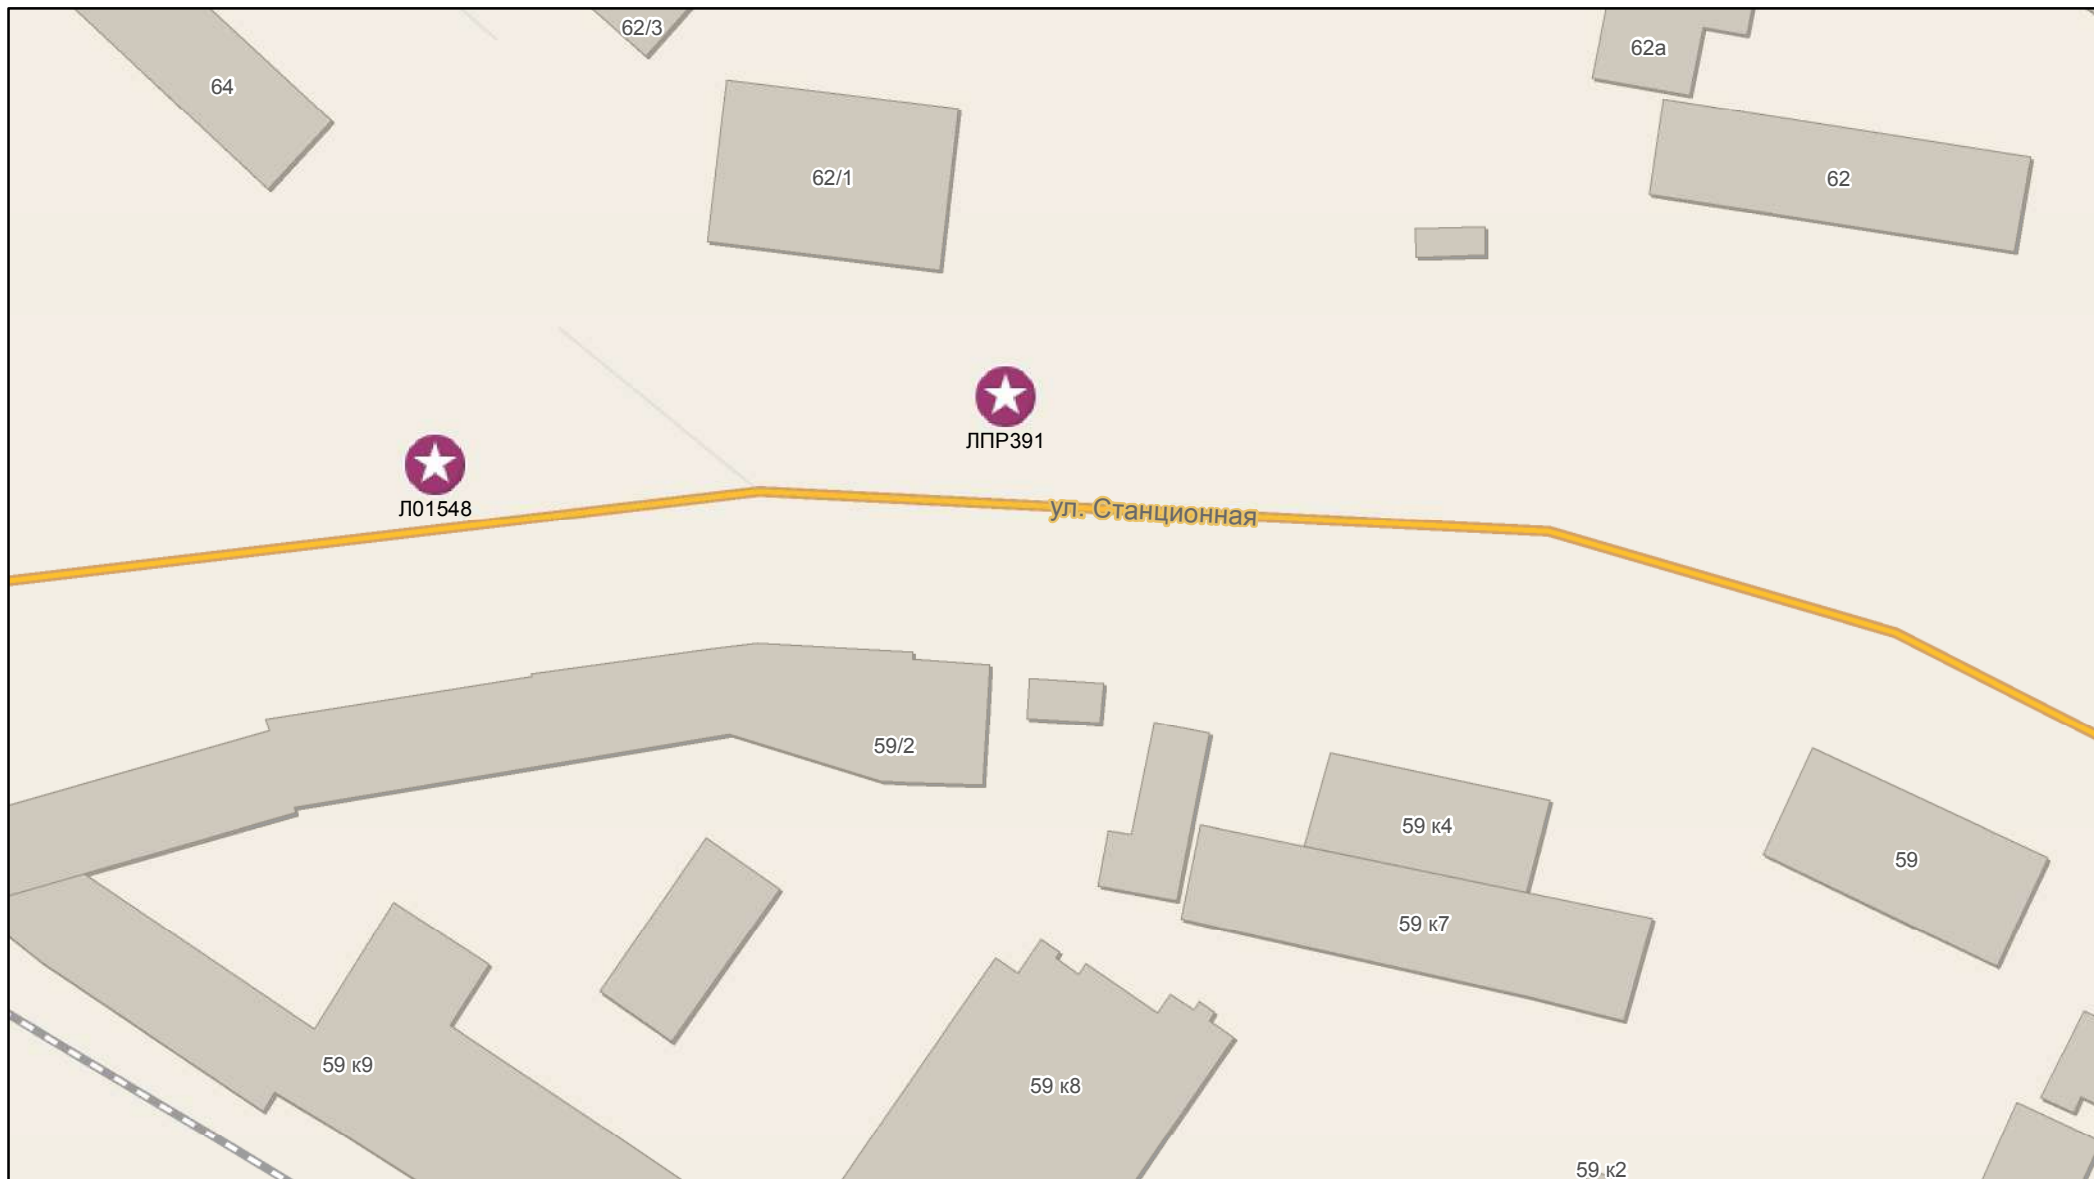 62/3
62а
64
62/1
62
ЛПР391
Л01548
ул. Станционная
59/2
59 к4
59
59 к7
59 к9
59 к8
59 к2